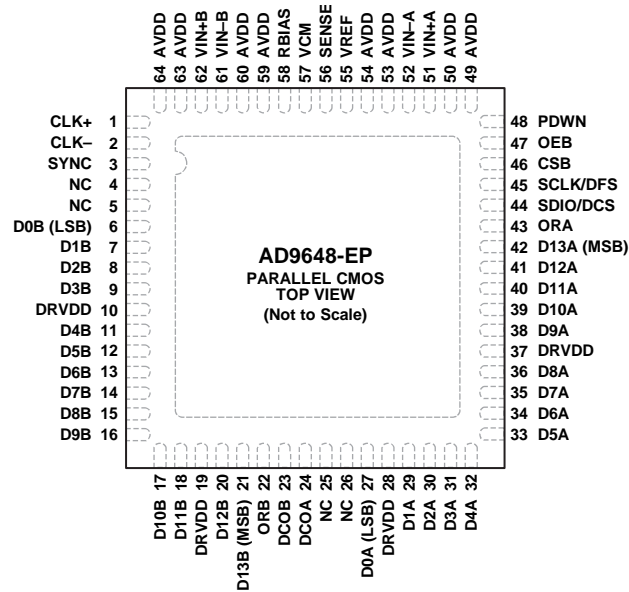 64 AVDD
63 AVDD
62 VIN+B
61 VIN–B
60 AVDD
59 AVDD
58 RBIAS
57 VCM
56 SENSE
55 VREF
54 AVDD
53 AVDD
52 VIN–A
51 VIN+A
50 AVDD
49 AVDD
CLK+ 1
CLK– 2
SYNC 3
NC 4
NC 5
D0B (LSB) 6
D1B 7
D2B 8
D3B 9
DRVDD 10
D4B 11
D5B 12
D6B 13
D7B 14
D8B 15
D9B 16
AD9648-EP
PARALLEL CMOS
TOP VIEW
(Not to Scale)
48 PDWN
47 OEB
46 CSB
45 SCLK/DFS
44 SDIO/DCS
43 ORA
42 D13A (MSB)
41 D12A
40 D11A
39 D10A
38 D9A
37 DRVDD
36 D8A
35 D7A
34 D6A
33 D5A
D10B 17
D11B 18
DRVDD 19
D12B 20
D13B (MSB) 21
ORB 22
DCOB 23
DCOA 24
NC 25
NC 26
D0A (LSB) 27
DRVDD 28
D1A 29
D2A 30
D3A 31
D4A 32